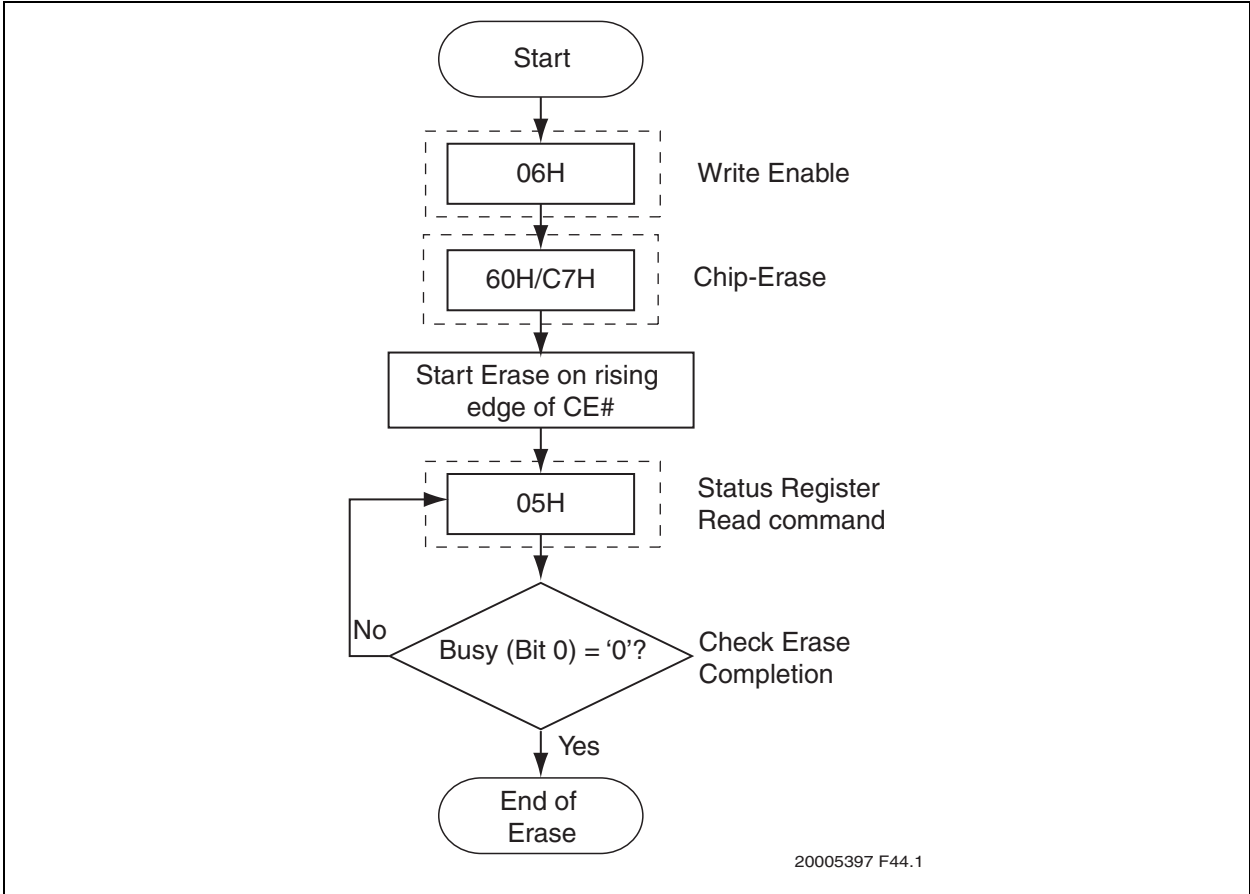 Start
06H
Write Enable
60H/C7H
Chip-Erase
Start Erase on rising
edge of CE#
05H
Status Register
Read command
No
Busy (Bit 0) = ‘0’?
Check Erase
Completion
Yes
End of
Erase
20005397 F44.1